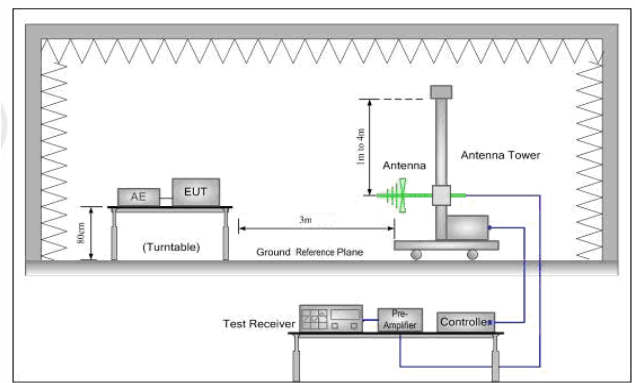 1m to 4m
Antenna
Antenna Tower
AE
EUT
80cm
(Turntable)
3m
Ground Reference Plane
Test Receiver
Pre-
Amplifier
Controller